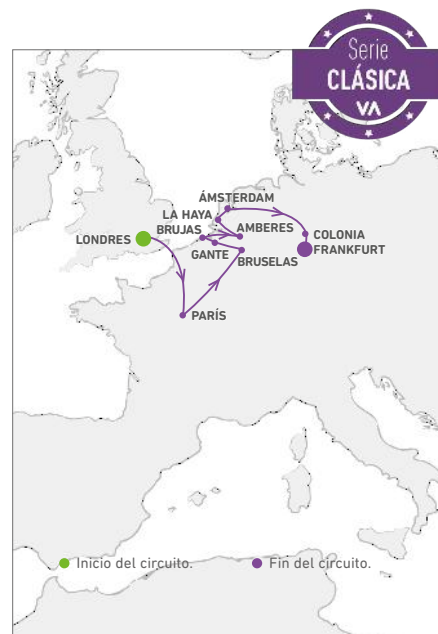 Serie
CLÁSICA
VA
ÁMSTERDAM
LA HAYA
BRUJAS
AMBERES
COLONIA
LONDRES
FRANKFURT
GANTE
BRUSELAS
PARÍS
Inicio del circuito.
Fin del circuito.